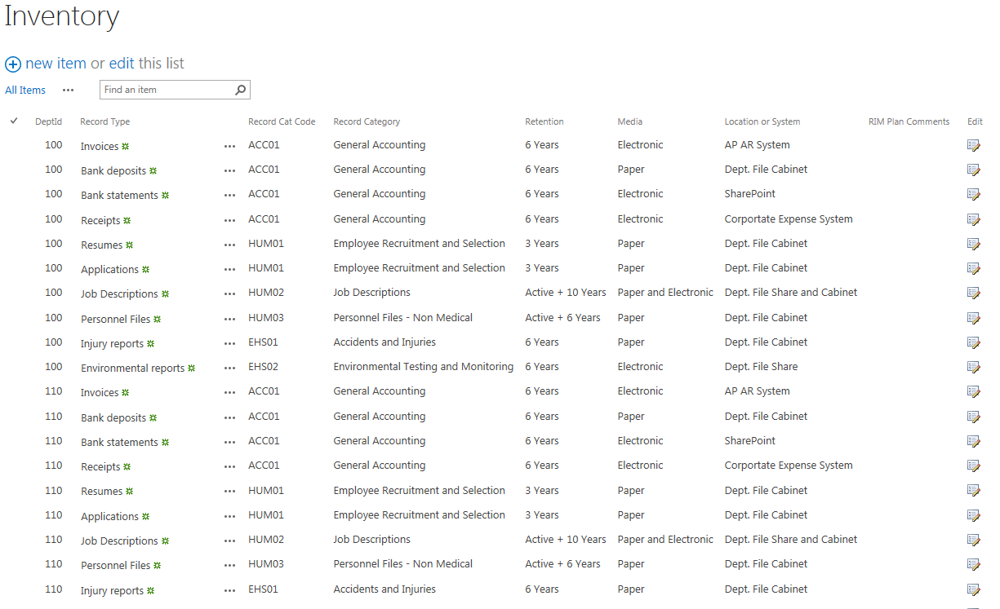 Inventory
new item or edit this list
All Items ... Find an item
DeptId Record Type Record Cat Code Record Category Retention Media Location or System RIM Plan Comments Edit
100 Invoices ... ACC01 General Accounting 6 Years Electronic AP AR System
100 Bank deposits ... ACC01 General Accounting 6 Years Paper Dept. File Cabinet
100 Bank statements ... ACC01 General Accounting 6 Years Electronic SharePoint
100 Receipts ... ACC01 General Accounting 6 Years Electronic Corportate Expense System
100 Resumes ... HUM01 Employee Recruitment and Selection 3 Years Paper Dept. File Cabinet
100 Applications ... HUM01 Employee Recruitment and Selection 3 Years Paper Dept. File Cabinet
100 Job Descriptions ... HUM02 Job Descriptions Active + 10 Years Paper and Electronic Dept. File Share and Cabinet
100 Personnel Files ... HUM03 Personnel Files - Non Medical Active + 6 Years Paper Dept. File Cabinet
100 Injury reports ... EHS01 Accidents and Injuries 6 Years Paper Dept. File Cabinet
100 Environmental reports ... EHS02 Environmental Testing and Monitoring 6 Years Electronic Dept. File Share
110 Invoices ... ACC01 General Accounting 6 Years Electronic AP AR System
110 Bank deposits ... ACC01 General Accounting 6 Years Paper Dept. File Cabinet
110 Bank statements ... ACC01 General Accounting 6 Years Electronic SharePoint
110 Receipts ... ACC01 General Accounting 6 Years Electronic Corportate Expense System
110 Resumes ... HUM01 Employee Recruitment and Selection 3 Years Paper Dept. File Cabinet
110 Applications ... HUM01 Employee Recruitment and Selection 3 Years Paper Dept. File Cabinet
110 Job Descriptions ... HUM02 Job Descriptions Active + 10 Years Paper and Electronic Dept. File Share and Cabinet
110 Personnel Files ... HUM03 Personnel Files - Non Medical Active + 6 Years Paper Dept. File Cabinet
110 Injury reports ... EHS01 Accidents and Injuries 6 Years Paper Dept. File Cabinet